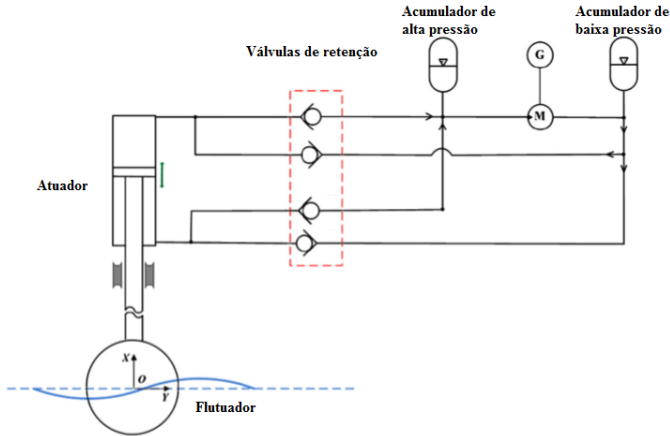 Acumulador de
alta pressão
Acumulador de
baixa pressão
Válvulas de retenção
G
M
Atuador
X
O
Y
Flutuador